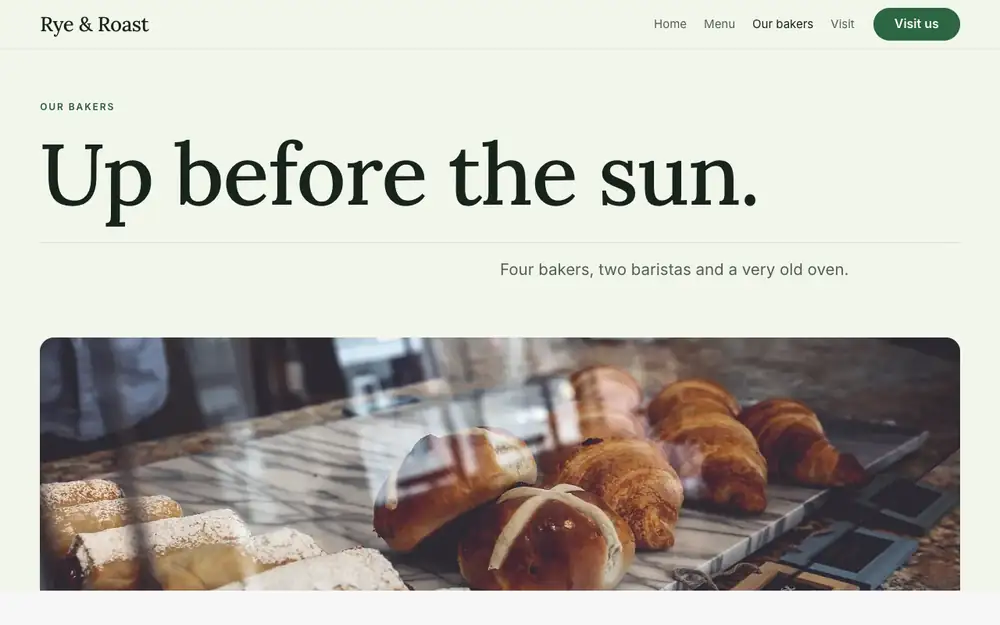 Rye & Roast
Home Menu Our bakers Visit Visit us
OUR BAKERS
Up before the sun.
Four bakers, two baristas and a very old oven.